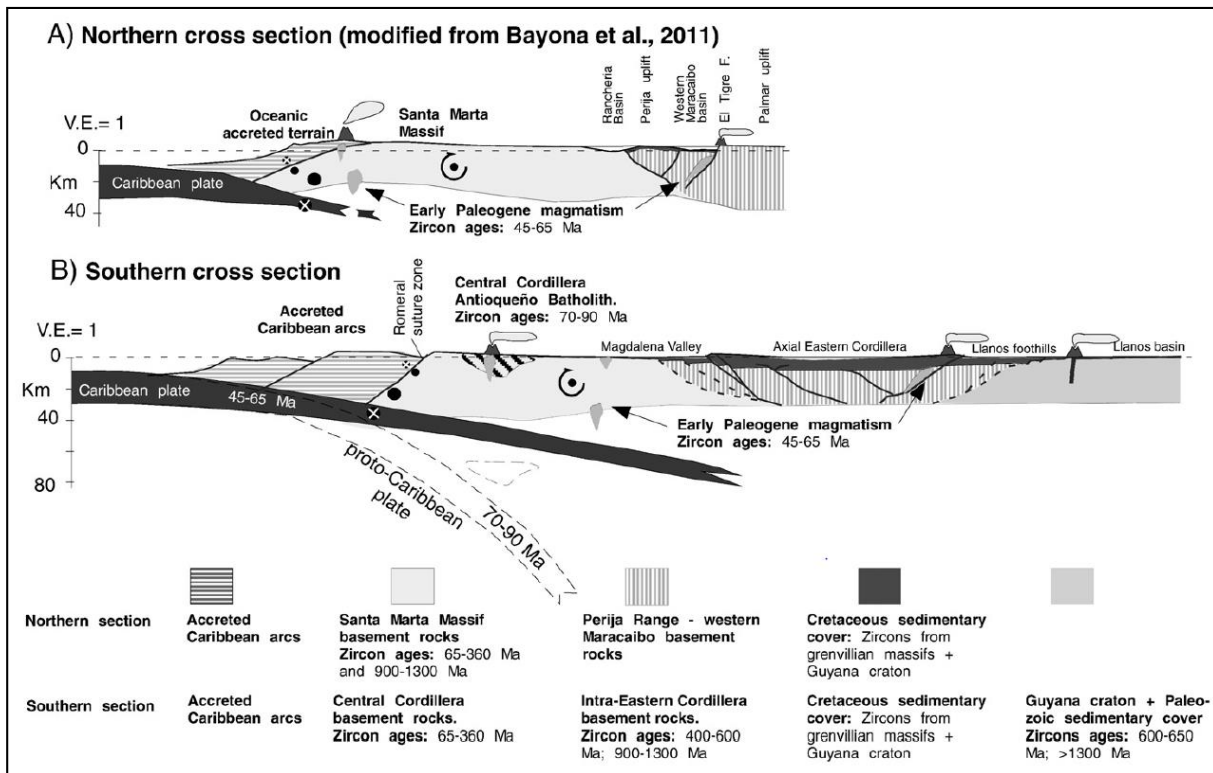 A) Northern cross section (modified from Bayona et al., 2011)
Rancheria
Basin
Perija uplift
Western
Maracaibo
basin
El Tigre F.
Palmar uplift
V.E.= 1
Oceanic
accreted terrain
Santa Marta
Massif
0
Km
40
Caribbean plate
Early Paleogene magmatism
Zircon ages: 45-65 Ma
B) Southern cross section
V.E.= 1
Accreted
Caribbean arcs
Romeral
suture zone
Central Cordillera
Antioqueño Batholith.
Zircon ages: 70-90 Ma
Magdalena Valley
Axial Eastern Cordillera
Llanos foothills
Llanos basin
0
Km
40
80
Caribbean plate
45-65 Ma
Early Paleogene magmatism
Zircon ages: 45-65 Ma
proto-Caribbean
plate
70-90 Ma
Northern section
Accreted
Caribbean arcs
Santa Marta Massif
basement rocks
Zircon ages: 65-360 Ma
and 900-1300 Ma
Perija Range - western
Maracaibo basement
rocks
Cretaceous sedimentary
cover: Zircons from
grenvillian massifs +
Guyana craton
Southern section
Accreted
Caribbean arcs
Central Cordillera
basement rocks.
Zircon ages: 65-360 Ma
Intra-Eastern Cordillera
basement rocks.
Zircon ages: 400-600
Ma; 900-1300 Ma
Cretaceous sedimentary
cover: Zircons from
grenvillian massifs +
Guyana craton
Guyana craton + Paleo-
zoic sedimentary cover
Zircons ages: 600-650
Ma; >1300 Ma